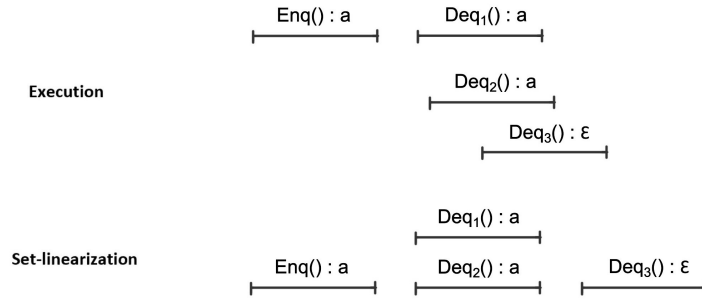 Enq() : a Deq₁() : a
Execution
Deq₂() : a
Deq₃() : ε
Deq₁() : a
Set-linearization
Enq() : a Deq₂() : a Deq₃() : ε